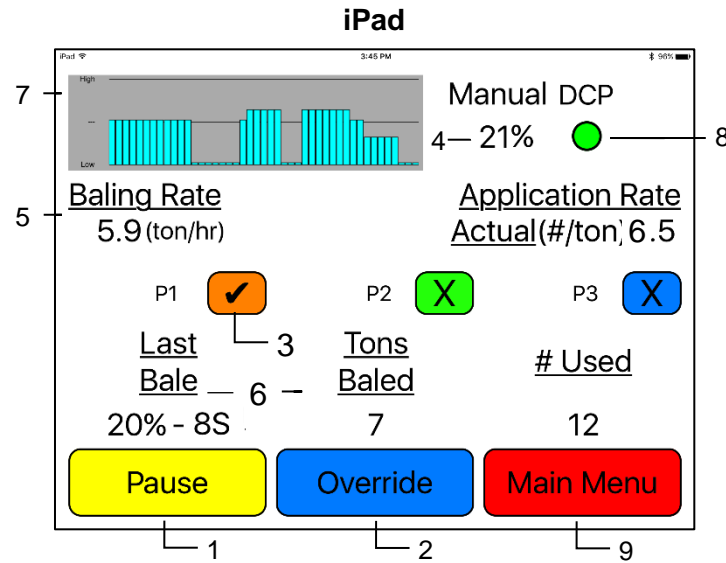 iPad
iPad 3:45 PM 96%
High
7 Manual DCP
–
4 21% 8
Low
Baling Rate Application Rate
5
5.9 (ton/hr) Actual (#/ton) 6.5
P1 ✔ P2 X P3 X
Last 3 Tons # Used
Bale 6 Baled
20% - 8S 7 12
Pause Override Main Menu
1 2 9